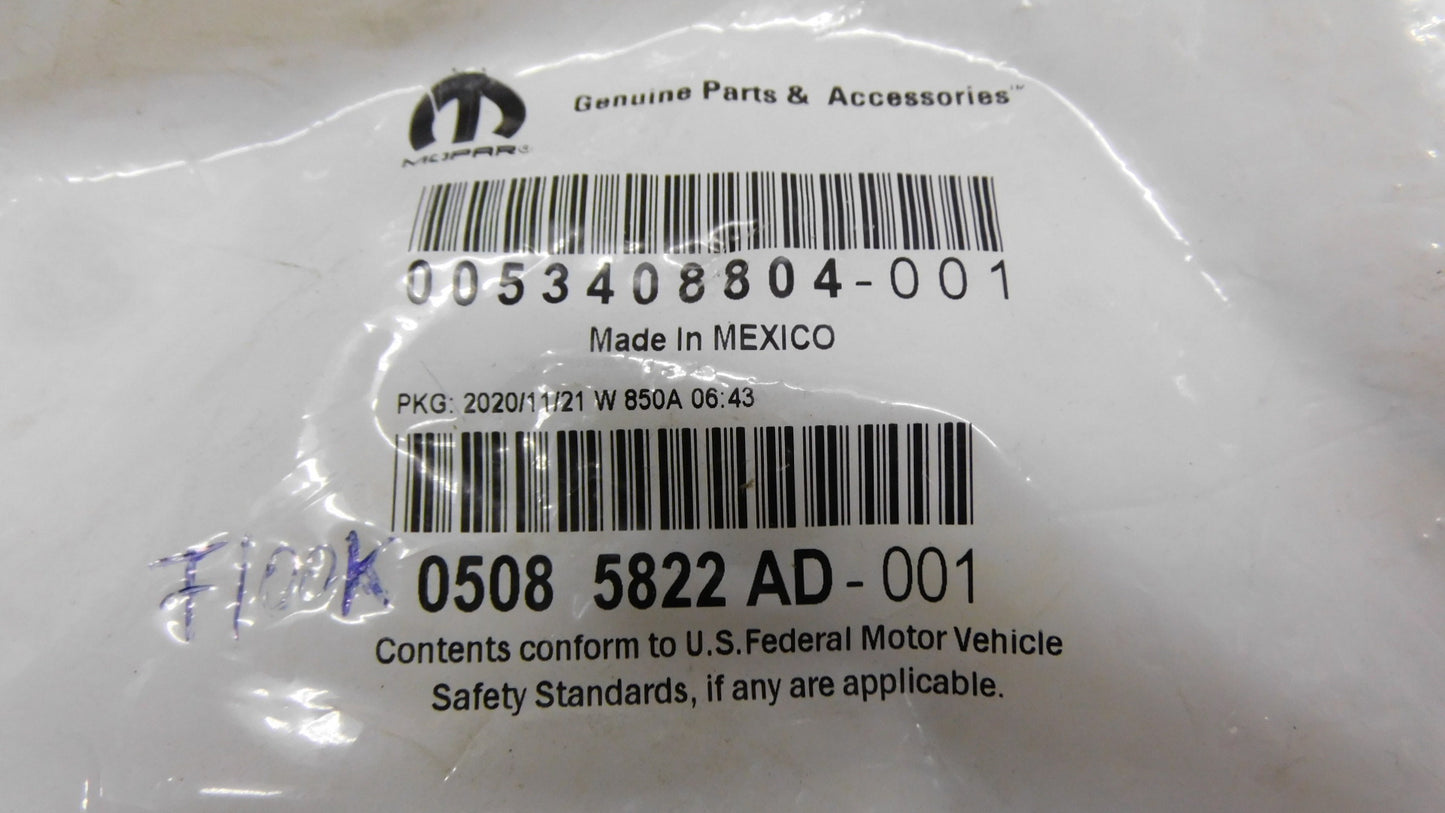 MOPAR®
Genuine Parts & Accessories™
0053408804-001
Made In MEXICO
PKG: 2020/11/21 W 850A 06:43
F100K
0508 5822 AD-001
Contents conform to U.S.Federal Motor Vehicle
Safety Standards, if any are applicable.